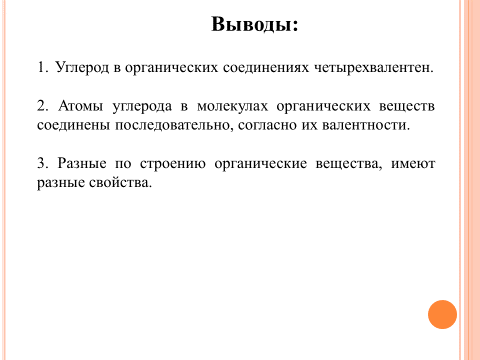 Выводы:
1. Углерод в органических соединениях четырехвалентен.
2. Атомы углерода в молекулах органических веществ
соединены последовательно, согласно их валентности.
3. Разные по строению органические вещества, имеют
разные свойства.